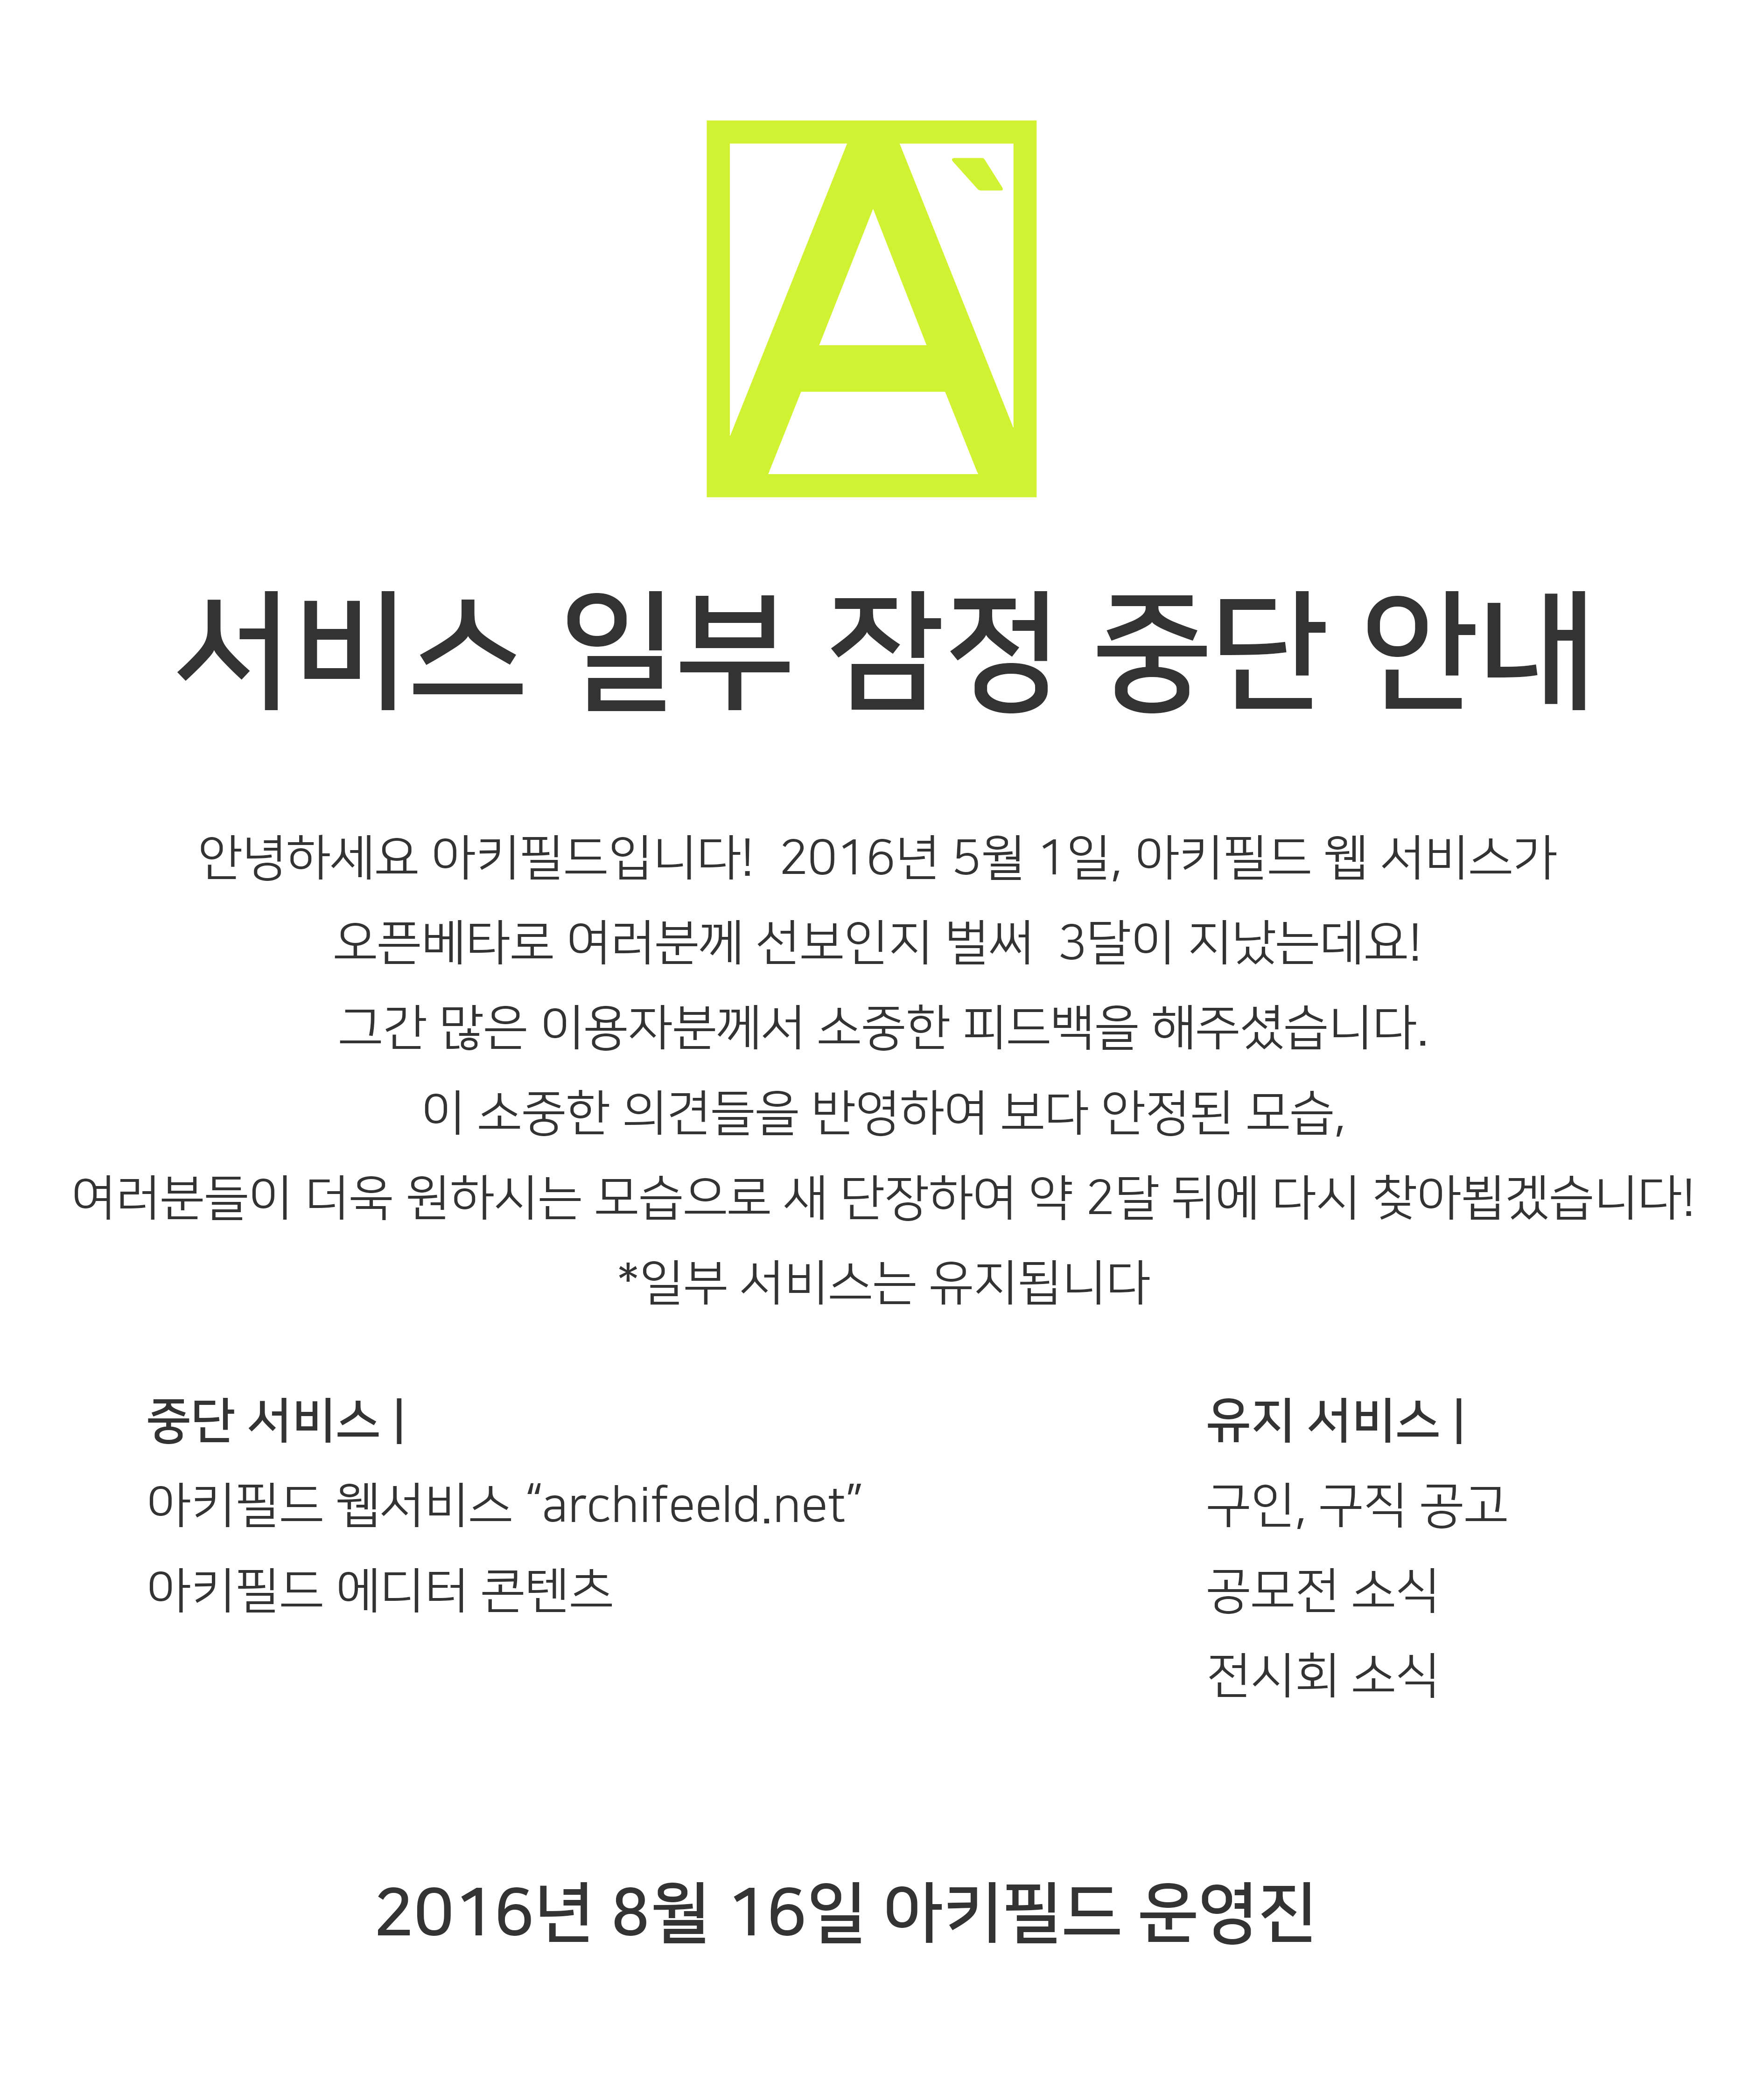 A`
서비스 일부 잠정 중단 안내
안녕하세요 아키필드입니다!  2016년 5월 1일, 아키필드 웹 서비스가
오픈베타로 여러분께 선보인지 벌써  3달이 지났는데요!
그간 많은 이용자분께서 소중한 피드백을 해주셨습니다.
이 소중한 의견들을 반영하여 보다 안정된 모습,
여러분들이 더욱 원하시는 모습으로 새 단장하여 약 2달 뒤에 다시 찾아뵙겠습니다!
*일부 서비스는 유지됩니다
중단 서비스 |
아키필드 웹서비스 “archifeeld.net”
아키필드 에디터 콘텐츠
유지 서비스 |
구인, 구직 공고
공모전 소식
전시회 소식
2016년 8월 16일 아키필드 운영진